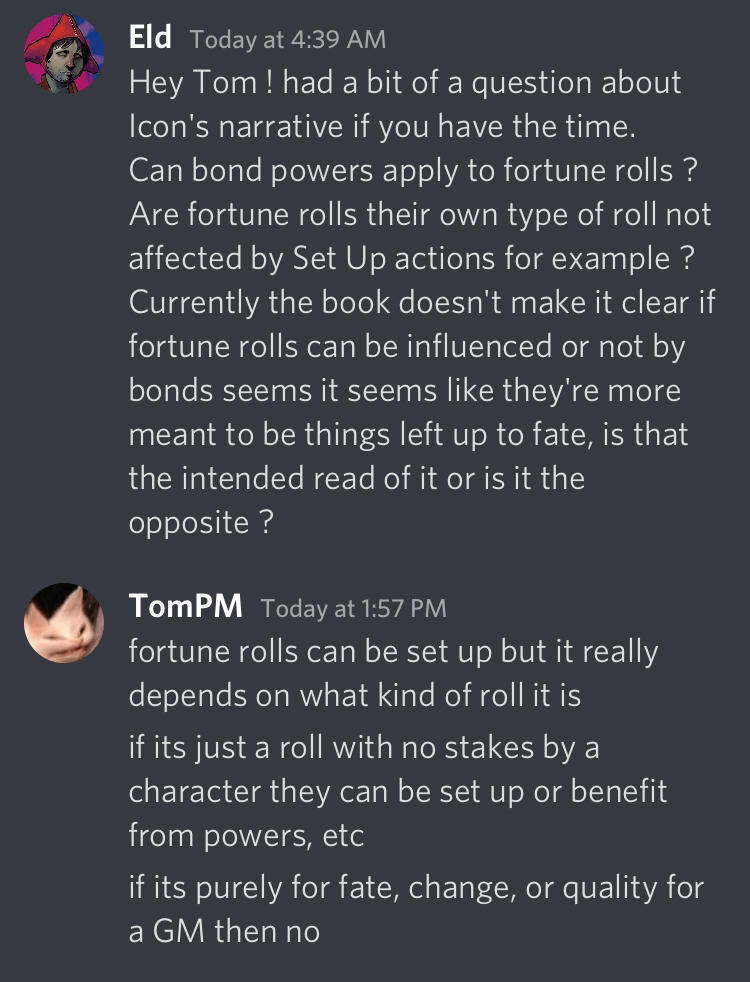 Eld Today at 4:39 AM
Hey Tom ! had a bit of a question about
Icon's narrative if you have the time.
Can bond powers apply to fortune rolls ?
Are fortune rolls their own type of roll not
affected by Set Up actions for example ?
Currently the book doesn't make it clear if
fortune rolls can be influenced or not by
bonds seems it seems like they're more
meant to be things left up to fate, is that
the intended read of it or is it the
opposite ?
TomPM Today at 1:57 PM
fortune rolls can be set up but it really
depends on what kind of roll it is
if its just a roll with no stakes by a
character they can be set up or benefit
from powers, etc
if its purely for fate, change, or quality for
a GM then no